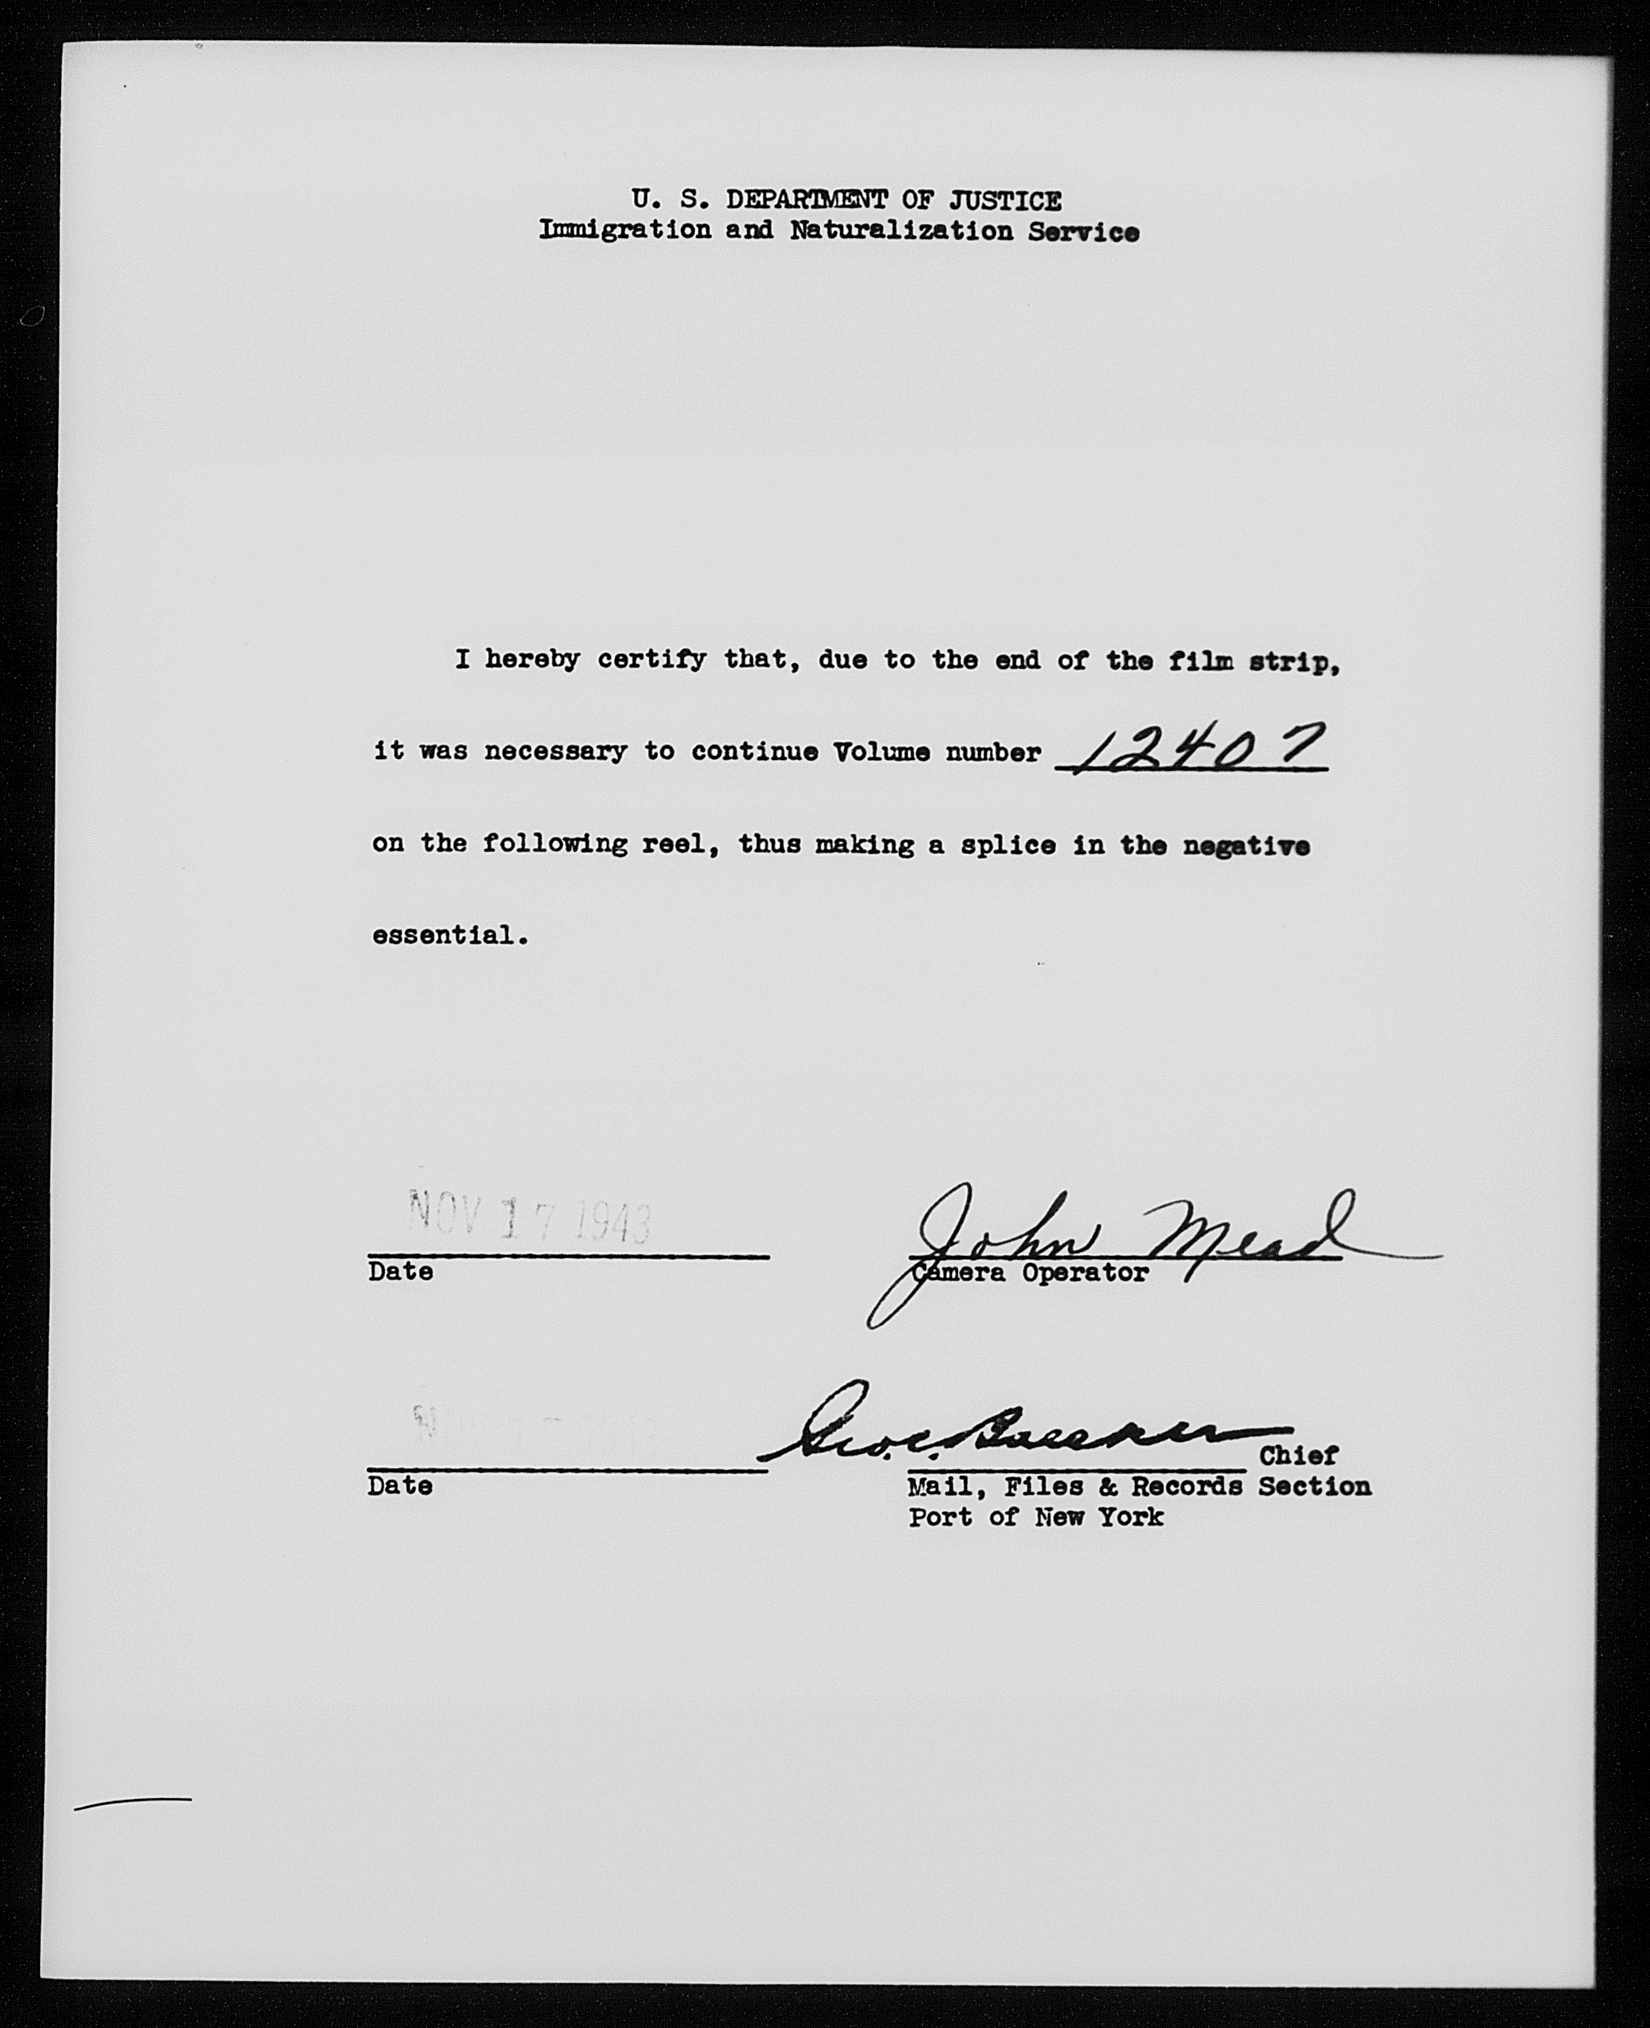 U. S. DEPARTMENT OF JUSTICE
Immigration and Naturalization Service
I hereby certify that, due to the end of the film strip,
it was necessary to continue Volume number 12407
on the following reel, thus making a splice in the negative
essential.
NOV 17 1943
John Mead
Date
Camera Operator
Geo. C.
Chief
Date
Mail, Files & Records Section
Port of New York